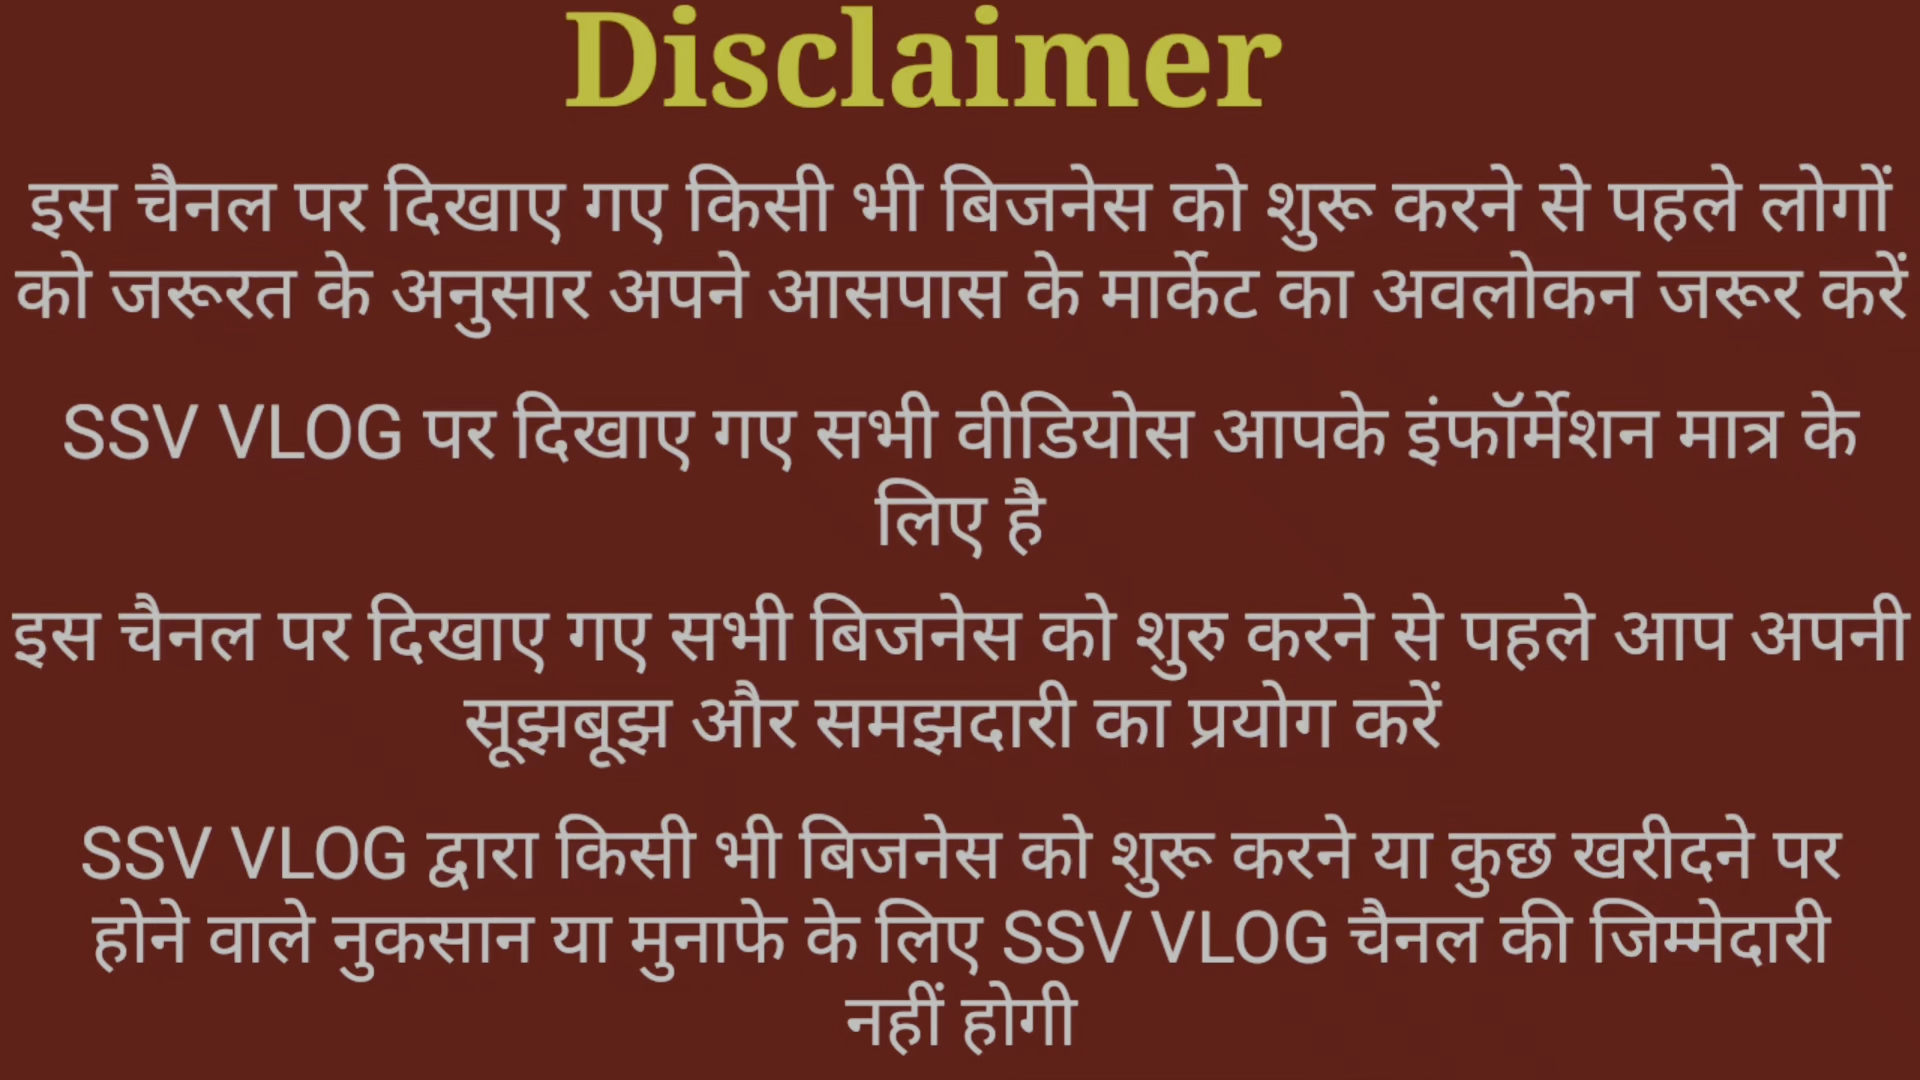 Disclaimer
इस चैनल पर दिखाए गए किसी भी बिजनेस को शुरू करने से पहले लोगों
को जरूरत के अनुसार अपने आसपास के मार्केट का अवलोकन जरूर करें
SSV VLOG पर दिखाए गए सभी वीडियोस आपके इंफॉर्मेशन मात्र के
लिए है
इस चैनल पर दिखाए गए सभी बिजनेस को शुरु करने से पहले आप अपनी
सूझबूझ और समझदारी का प्रयोग करें
SSV VLOG द्वारा किसी भी बिजनेस को शुरू करने या कुछ खरीदने पर
होने वाले नुकसान या मुनाफे के लिए SSV VLOG चैनल की जिम्मेदारी
नहीं होगी